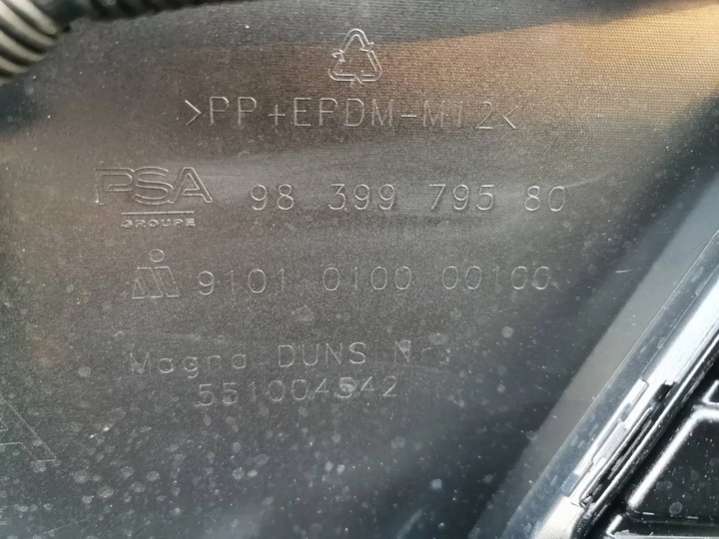 >PP+EPDM-M12<
PSA 98 399 795 80
GROUPE
9101 0100 00100
Magna DUNS Nr.:
551004542